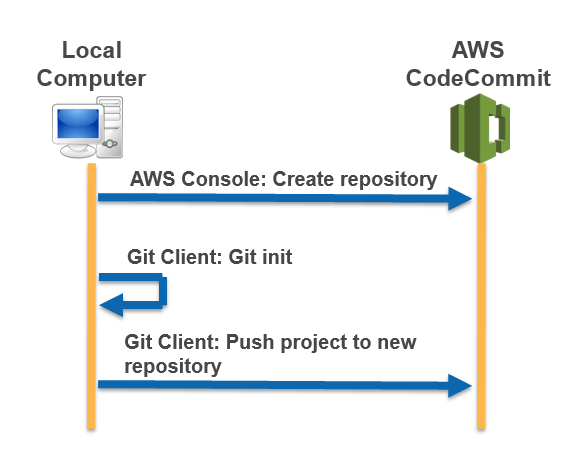 Local
Computer
AWS
CodeCommit
AWS Console: Create repository
Git Client: Git init
Git Client: Push project to new
repository